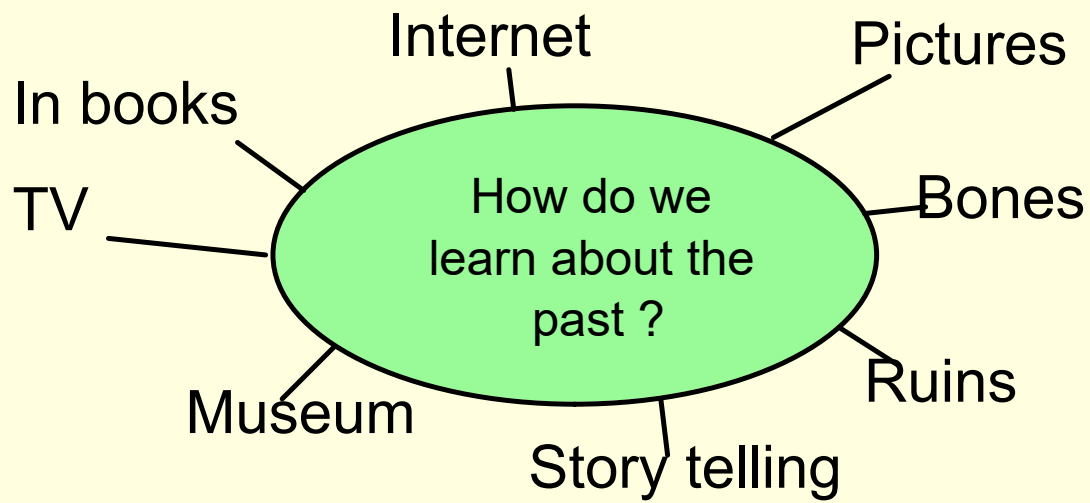 Internet
Pictures
In books
TV
Bones
How do we
learn about the
past ?
Ruins
Museum
Story telling